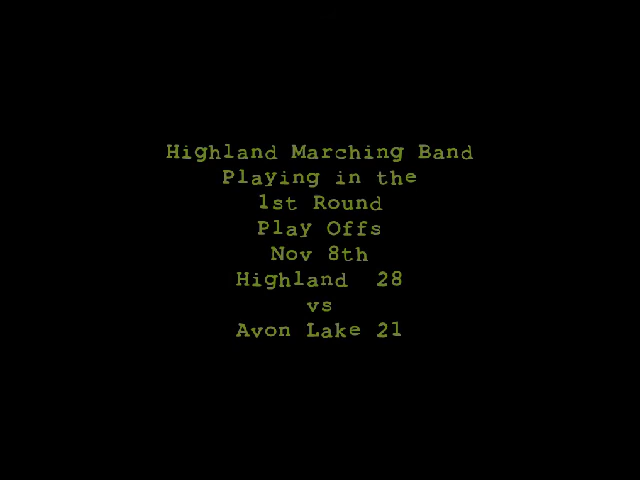 Highland Marching Band
Playing in the
1st Round
Play Offs
Nov 8th
Highland  28
vs
Avon Lake 21